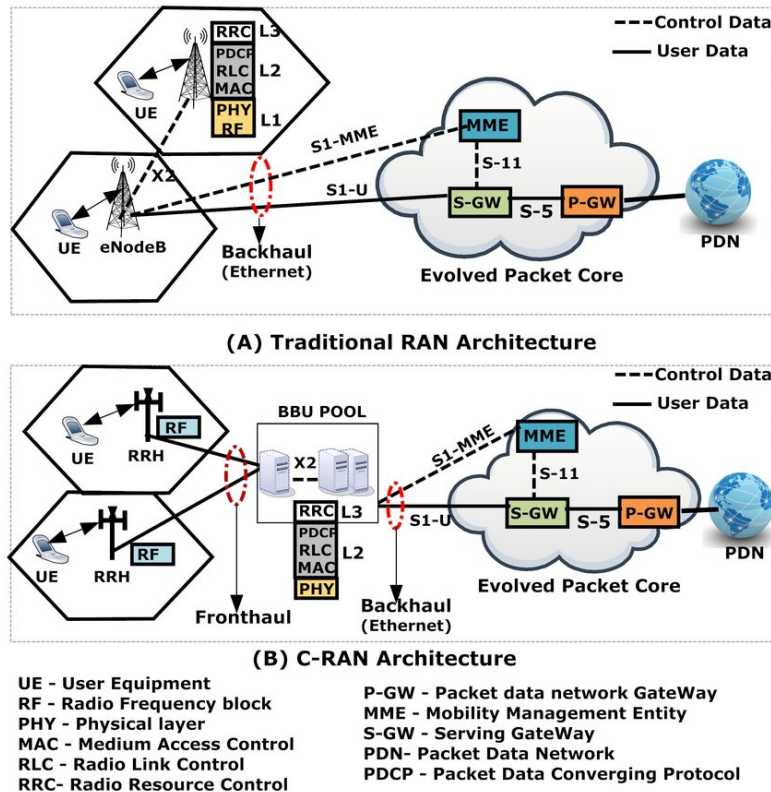 RRC L3
PDCP
RLC L2
MAC
PHY L1
RF
UE
Control Data
User Data
MME
S1-MME
S-11
X2
S1-U
S-GW
S-5
P-GW
UE
eNodeB
Backhaul
(Ethernet)
Evolved Packet Core
PDN
(A) Traditional RAN Architecture
Control Data
User Data
RF
UE
RRH
BBU POOL
X2
S1-MME
MME
S-11
RRC L3
PDCP
RLC L2
MAC
PHY
S1-U
S-GW
S-5
P-GW
PDN
RF
UE
RRH
Fronthaul
Backhaul
(Ethernet)
Evolved Packet Core
(B) C-RAN Architecture
UE - User Equipment
RF - Radio Frequency block
PHY - Physical layer
MAC - Medium Access Control
RLC - Radio Link Control
RRC- Radio Resource Control
P-GW - Packet data network GateWay
MME - Mobility Management Entity
S-GW - Serving GateWay
PDN- Packet Data Network
PDCP - Packet Data Converging Protocol